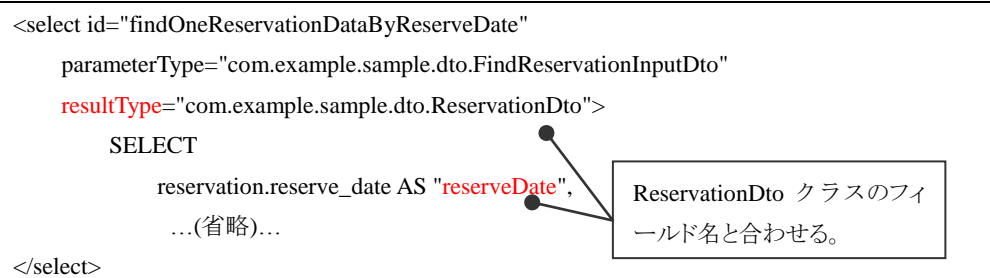 <select id="findOneReservationDataByReserveDate"
parameterType="com.example.sample.dto.FindReservationInputDto"
resultType="com.example.sample.dto.ReservationDto">
SELECT
reservation.reserve_date AS "reserveDate",
…(省略)…
</select>
ReservationDto クラスのフィ
ールド名と合わせる。